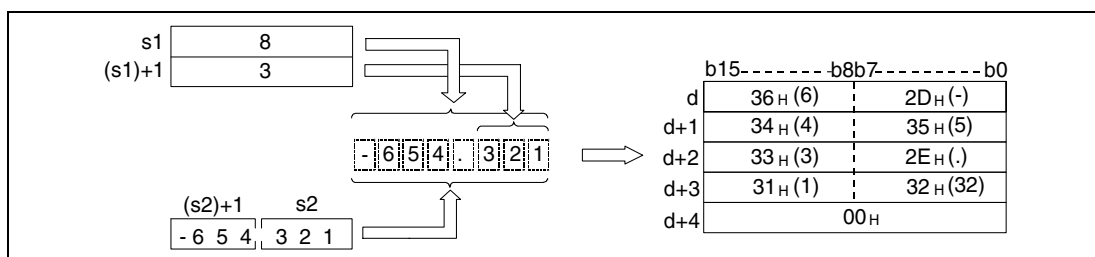 s1 8
(s1)+1 3
- 6 5 4 . 3 2 1
(s2)+1 s2
- 6 5 4 3 2 1
b15-------b8b7-------b0
d 36H(6) 2DH(-)
d+1 34H(4) 35H(5)
d+2 33H(3) 2EH(.)
d+3 31H(1) 32H(32)
d+4 00H